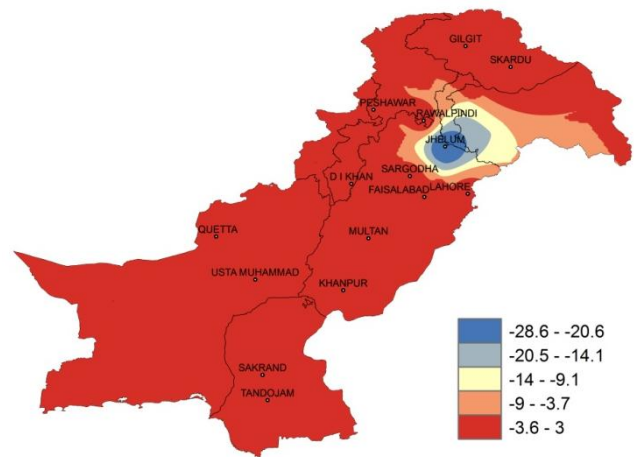 GILGIT
SKARDU
PESHAWAR
RAWALPINDI
JHELUM
SARGODHA
D I KHAN
FAISALABAD
LAHORE
QUETTA
MULTAN
USTA MUHAMMAD
KHANPUR
SAKRAND
TANDOJAM
-28.6 - -20.6
-20.5 - -14.1
-14 - -9.1
-9 - -3.7
-3.6 - 3